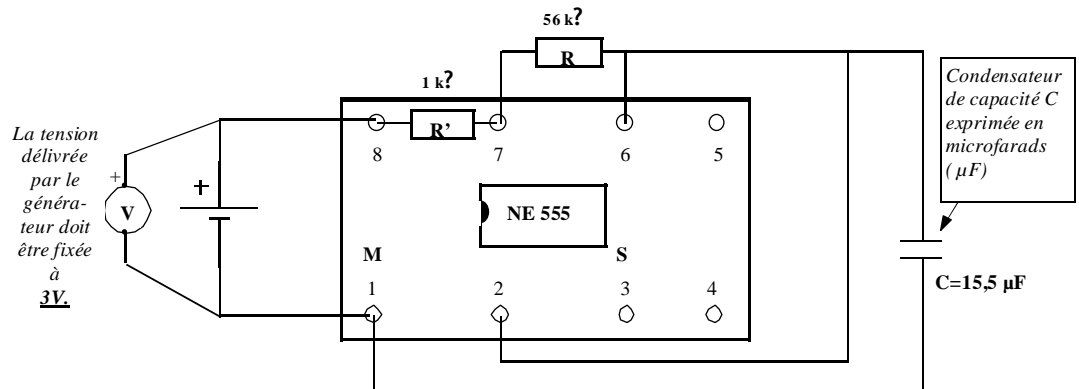 56 k?
R
1 k?
R’
8
7
6
5
La tension
délivrée
par le
généra-
teur doit
être fixée
à
3V.
+
V
+
NE 555
M
S
1
2
3
4
Condensateur
de capacité C
exprimée en
microfarads
( µF)
C=15,5 µF